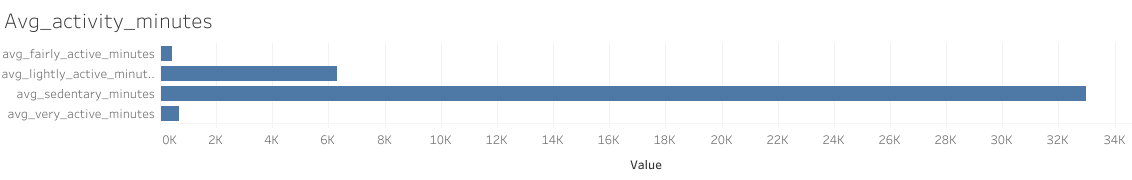 Avg_activity_minutes
avg_fairly_active_minutes
avg_lightly_active_minut..
avg_sedentary_minutes
avg_very_active_minutes
0K 2K 4K 6K 8K 10K 12K 14K 16K 18K 20K 22K 24K 26K 28K 30K 32K 34K
Value